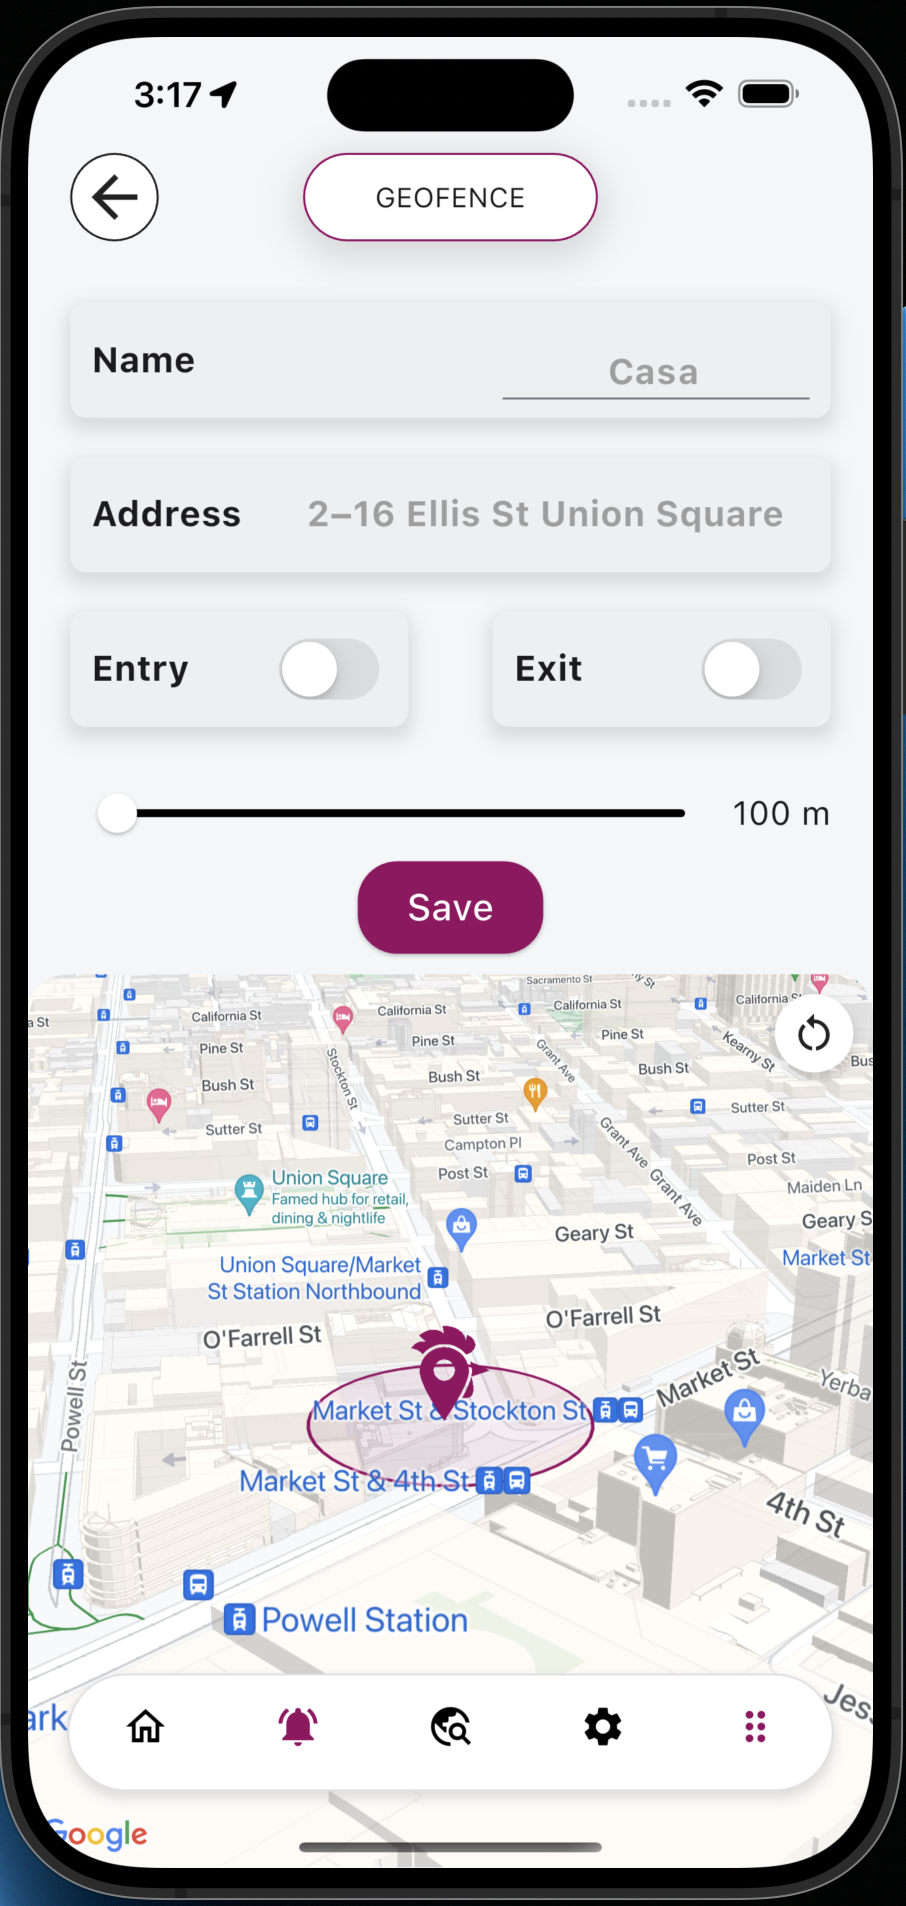 3:17
GEOFENCE
Name
Casa
Address
2–16 Ellis St Union Square
Entry
Exit
100 m
Save
Sacramento St
California St
California St
California St
California S
a St
Pine St
Pine St
Pine St
Stockton St
Grant Ave
Kearny St
Bus
Bush St
Bush St
Bush St
Sutter St
Sutter St
Sutter St
Campton Pl
Grant Ave
Post St
Post St
Union Square
Famed hub for retail,
dining & nightlife
Grant Ave
Maiden Ln
Geary St
Geary S
Union Square/Market
St Station Northbound
Market St
O'Farrell St
O'Farrell St
Powell St
Market St
Yerba
Market St & Stockton St
Market St & 4th St
4th St
Powell Station
ark
Jes
Google